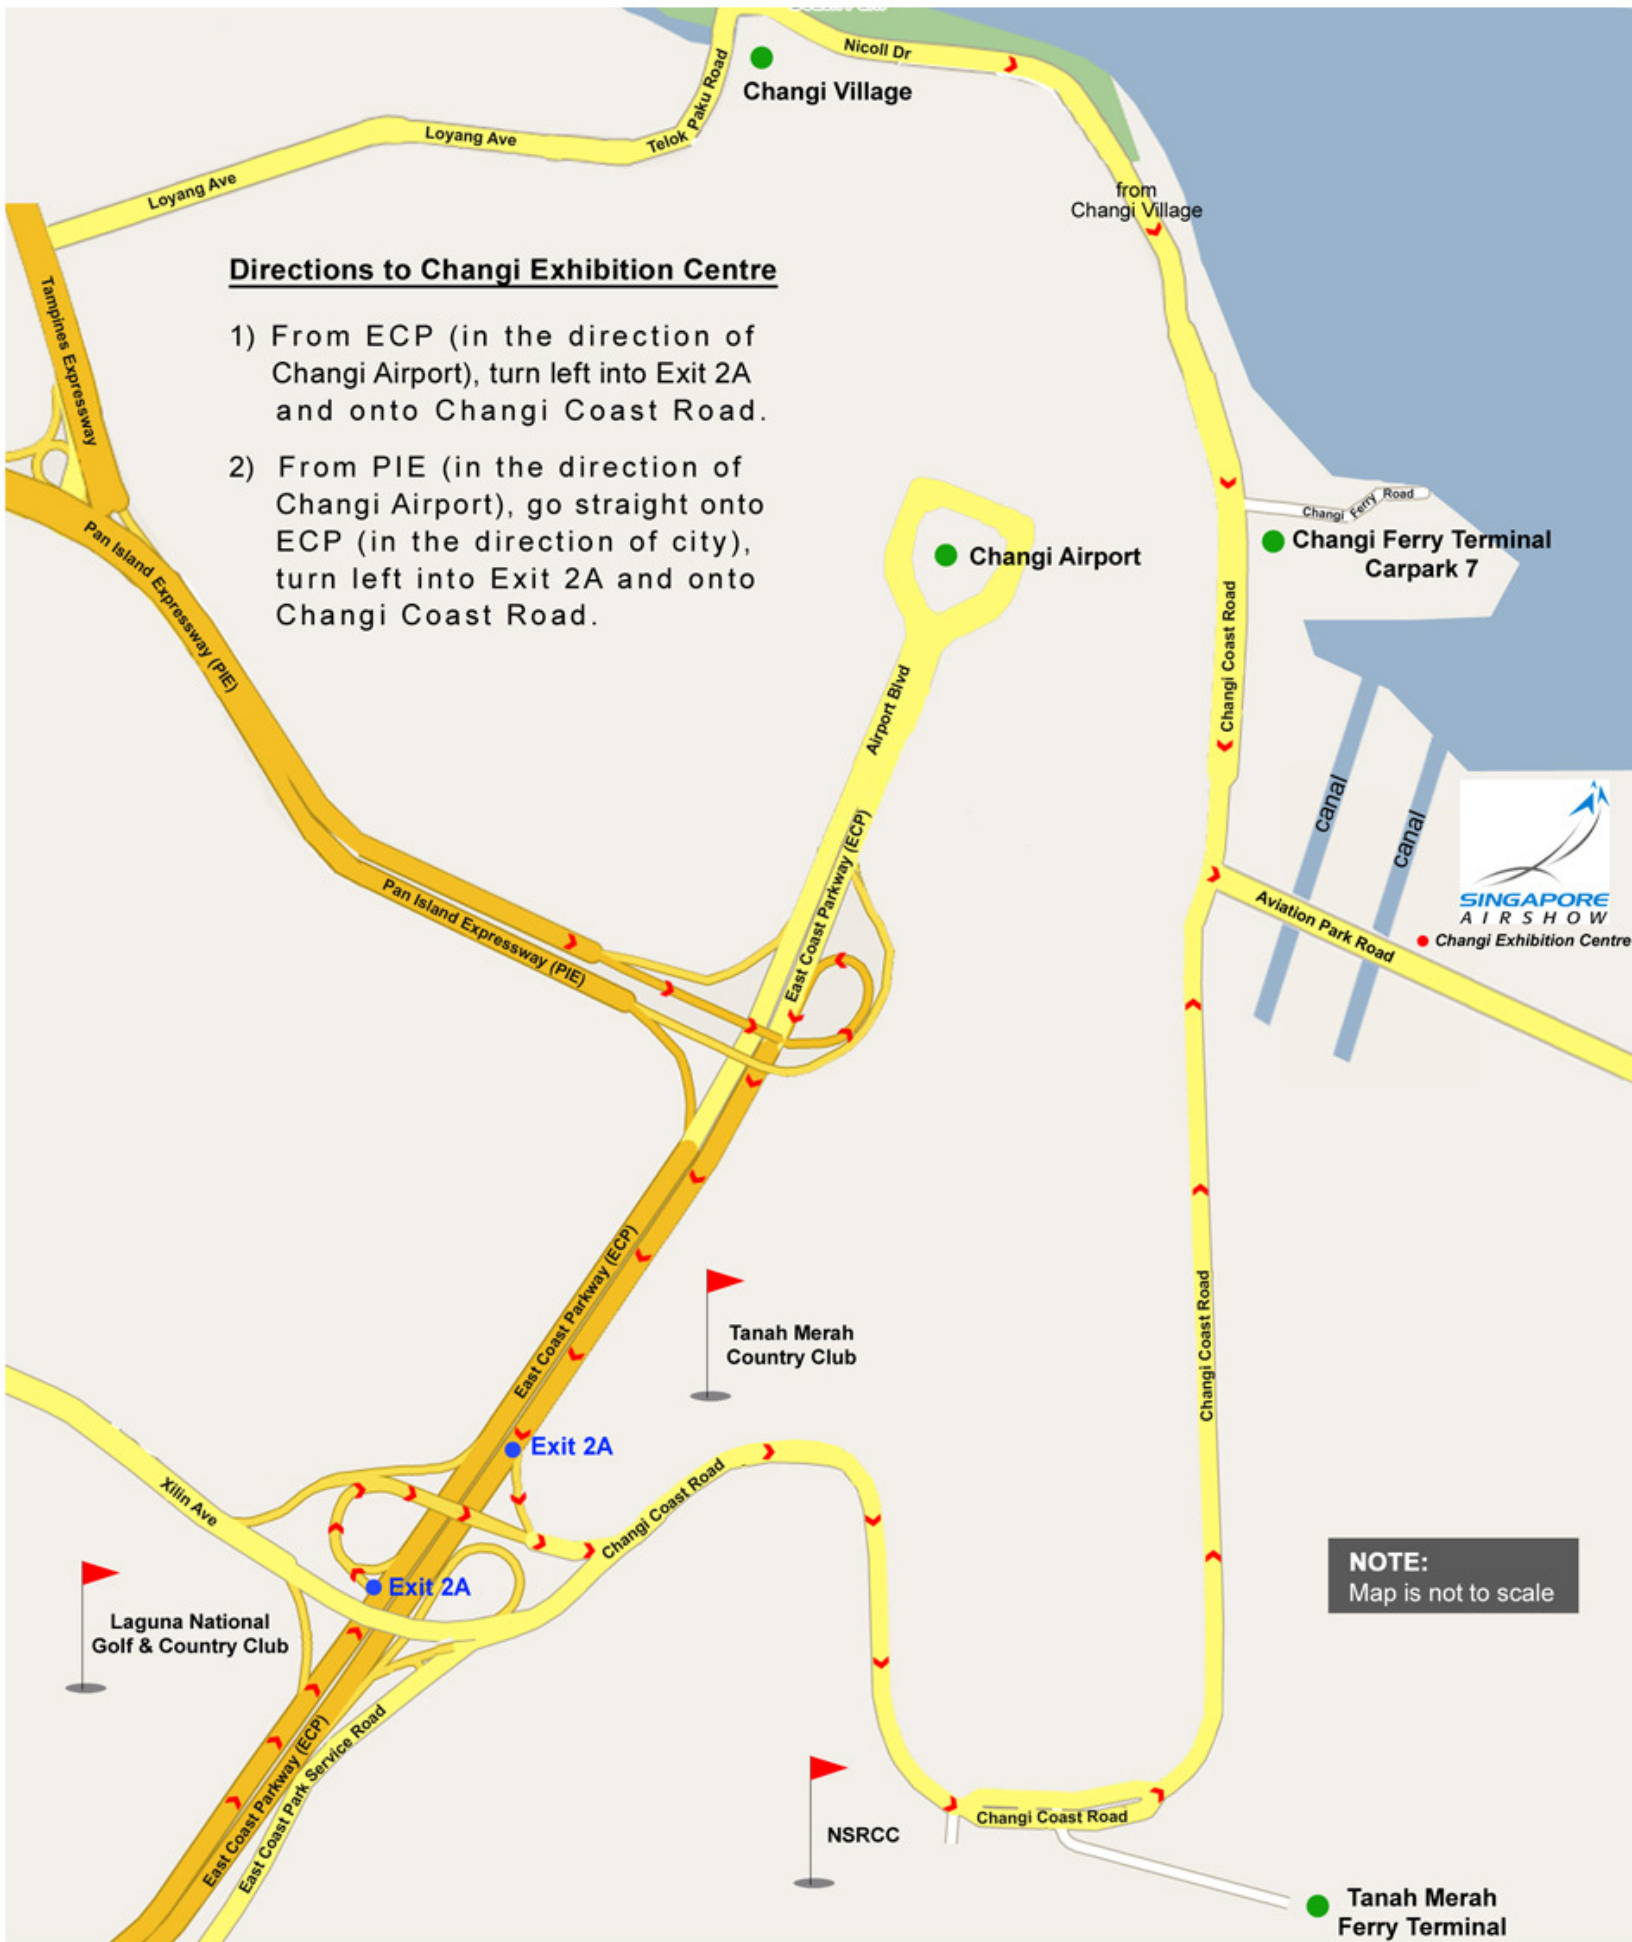 Nicoll Dr
Changi Village
Telok Paku Road
Loyang Ave
Loyang Ave
from
Changi Village
Tampines Expressway
Directions to Changi Exhibition Centre
1) From ECP (in the direction of
Changi Airport), turn left into Exit 2A
and onto Changi Coast Road.
2) From PIE (in the direction of
Changi Airport), go straight onto
ECP (in the direction of city),
turn left into Exit 2A and onto
Changi Coast Road.
Changi Ferry Road
Changi Ferry Terminal
Carpark 7
Changi Airport
Pan Island Expressway (PIE)
Changi Coast Road
Airport Blvd
canal
canal
SINGAPORE
AIRSHOW
Changi Exhibition Centre
Aviation Park Road
East Coast Parkway (ECP)
Pan Island Expressway (PIE)
East Coast Parkway (ECP)
Tanah Merah
Country Club
Changi Coast Road
Exit 2A
Changi Coast Road
Xilin Ave
Exit 2A
NOTE:
Map is not to scale
Laguna National
Golf & Country Club
East Coast Parkway (ECP)
East Coast Park Service Road
Changi Coast Road
NSRCC
Tanah Merah
Ferry Terminal